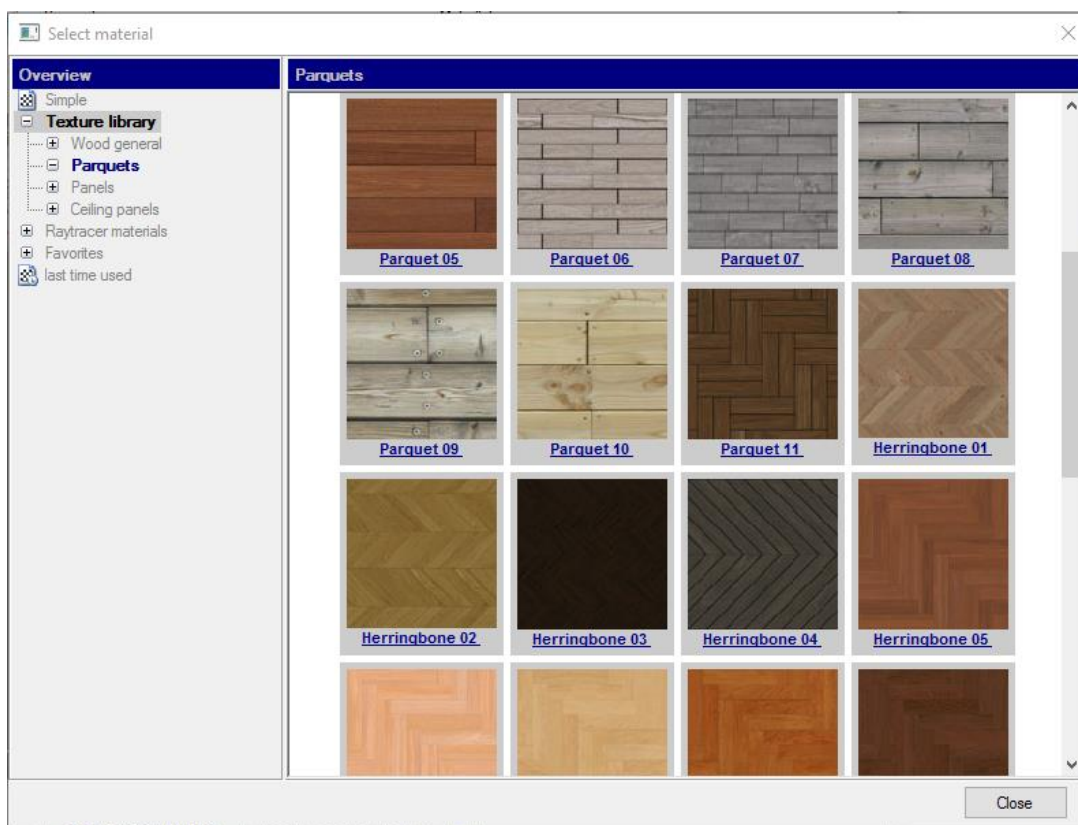 Select material
Overview
Parquets
Simple
Texture library
Wood general
Parquets
Panels
Ceiling panels
Raytracer materials
Favorites
last time used
Parquet 05
Parquet 06
Parquet 07
Parquet 08
Parquet 09
Parquet 10
Parquet 11
Herringbone 01
Herringbone 02
Herringbone 03
Herringbone 04
Herringbone 05
Close